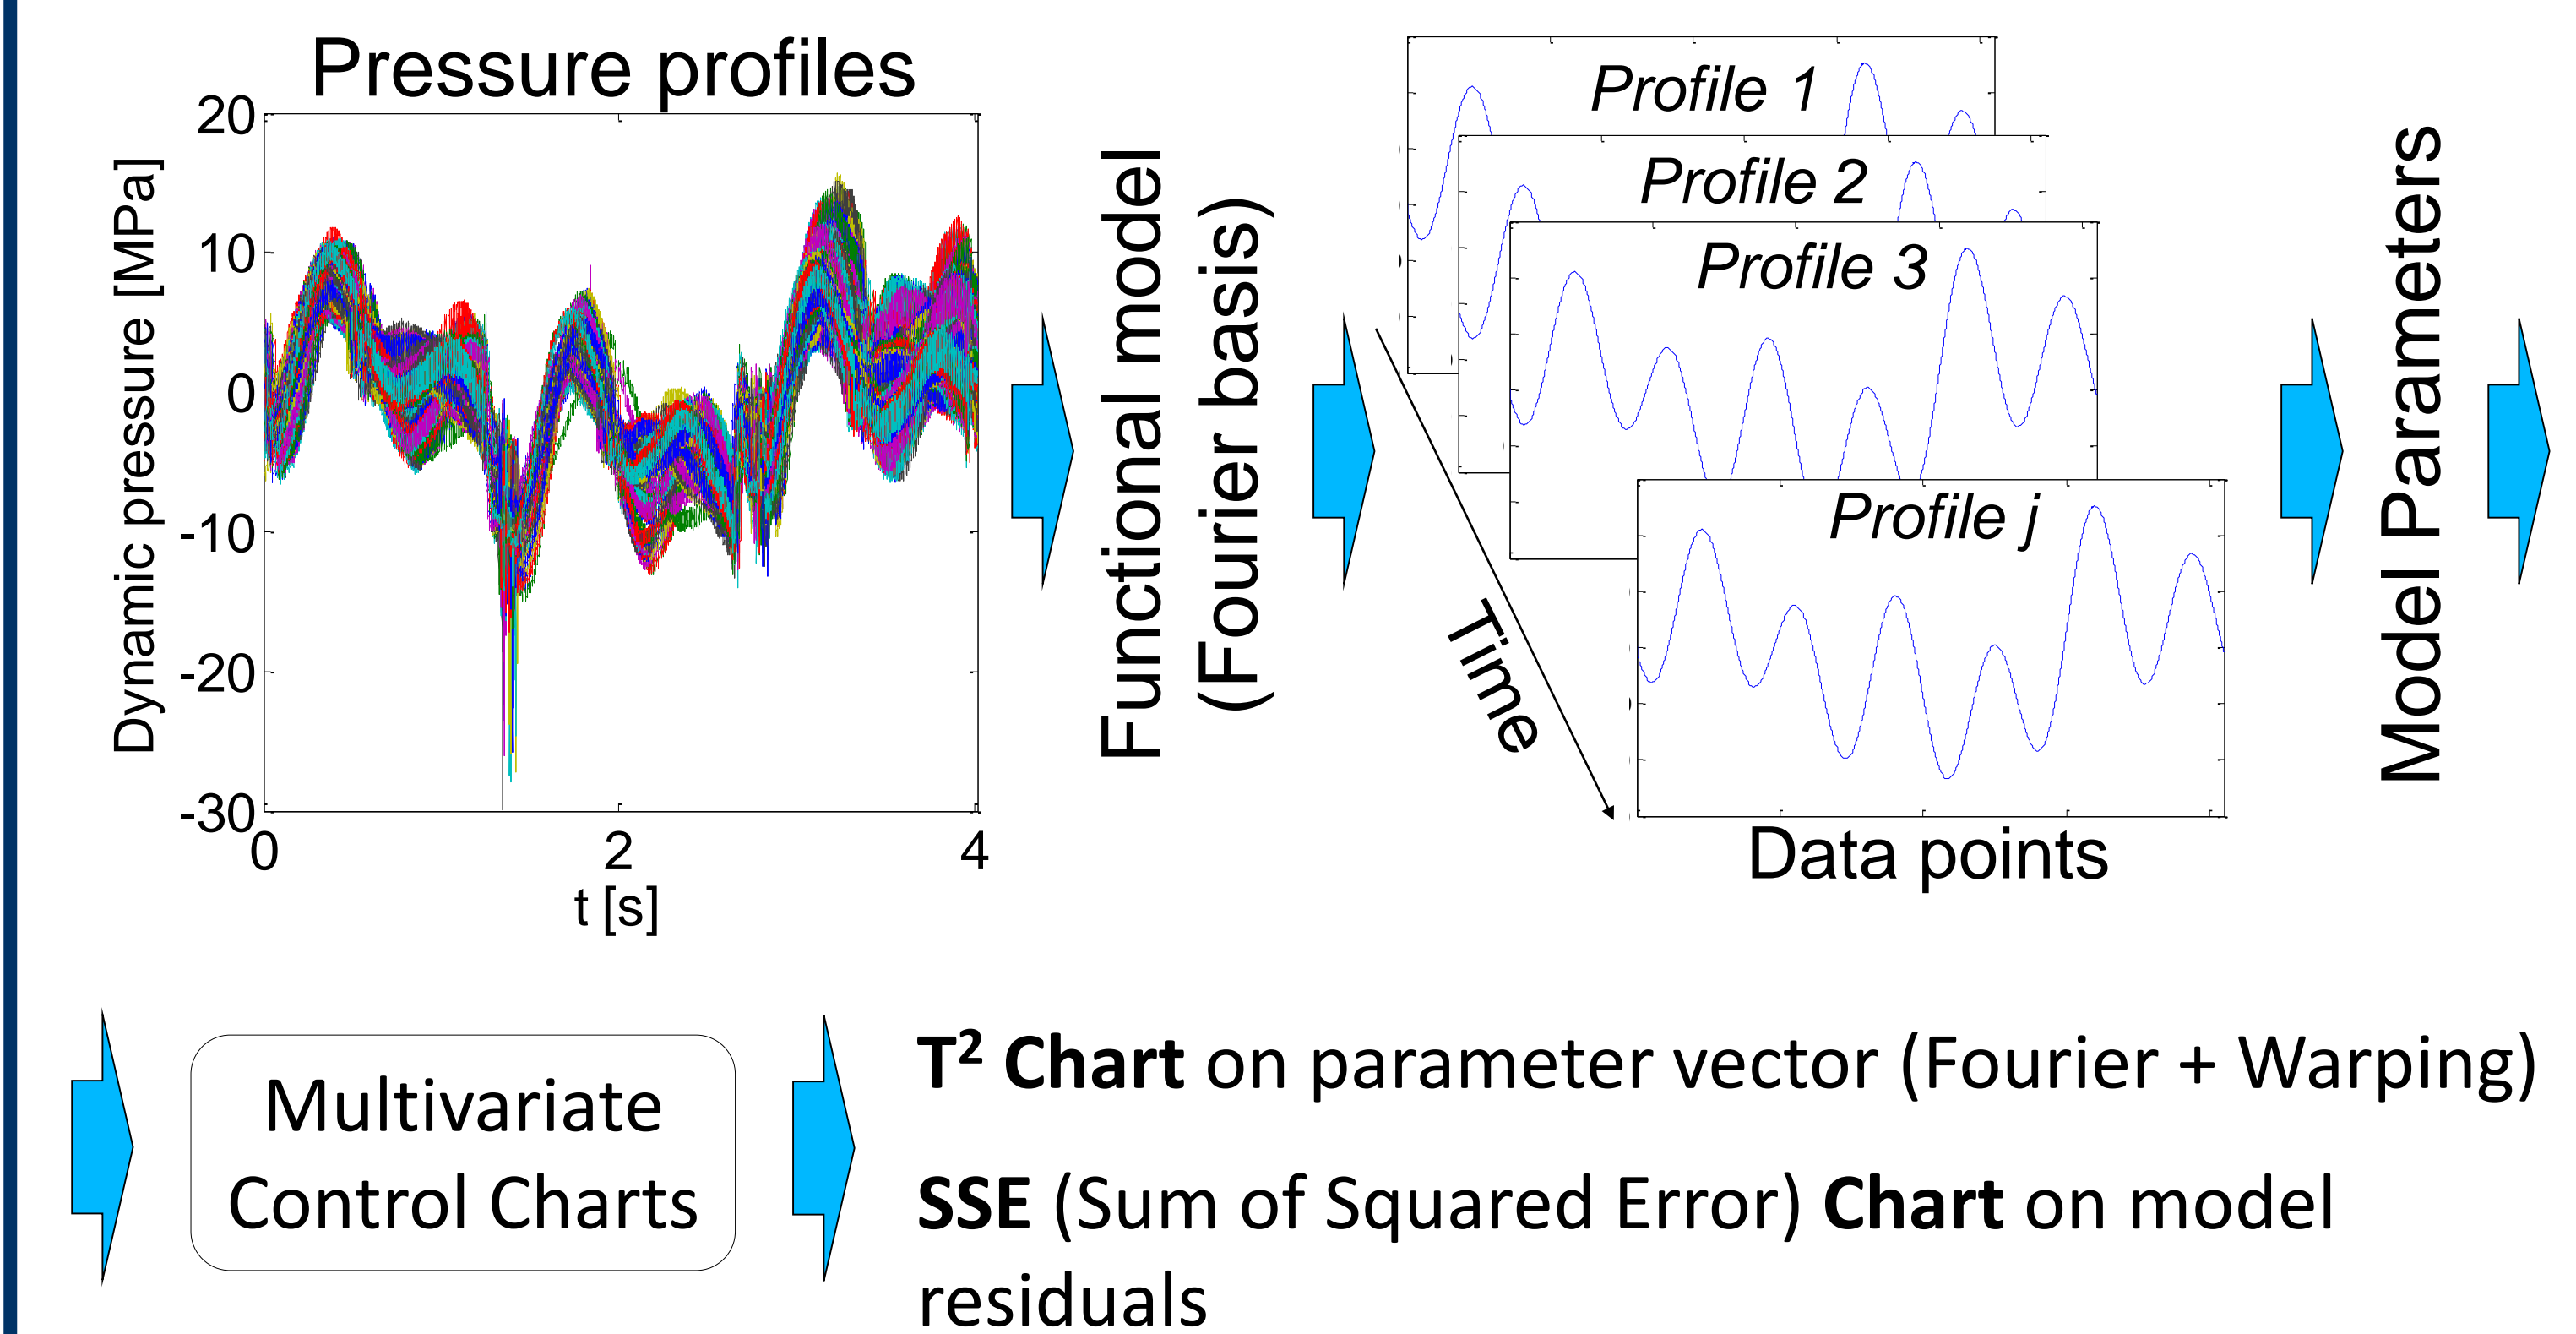 Pressure profiles
Dynamic pressure [MPa]
20
10
0
-10
-20
-30
0
2
4
t [s]
Functional model
(Fourier basis)
Profile 1
Profile 2
Profile 3
Profile j
Time
Data points
Model Parameters
Multivariate
Control Charts
T² Chart on parameter vector (Fourier + Warping)
SSE (Sum of Squared Error) Chart on model
residuals